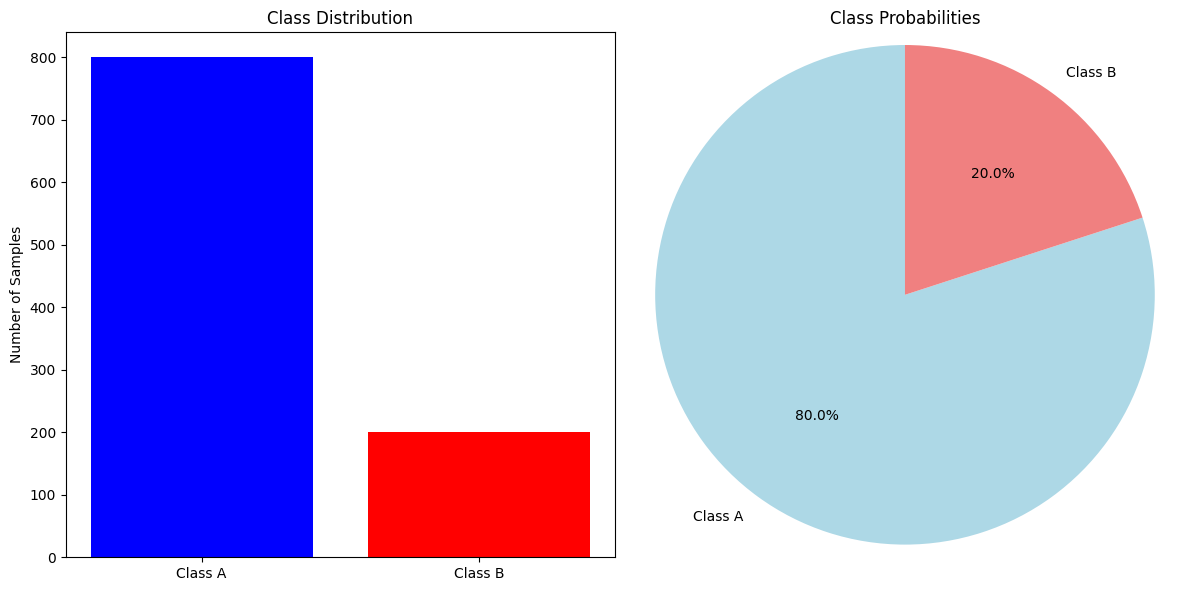 Class Distribution
Number of Samples
800
700
600
500
400
300
200
100
0
Class A
Class B
Class Probabilities
Class B
20.0%
80.0%
Class A